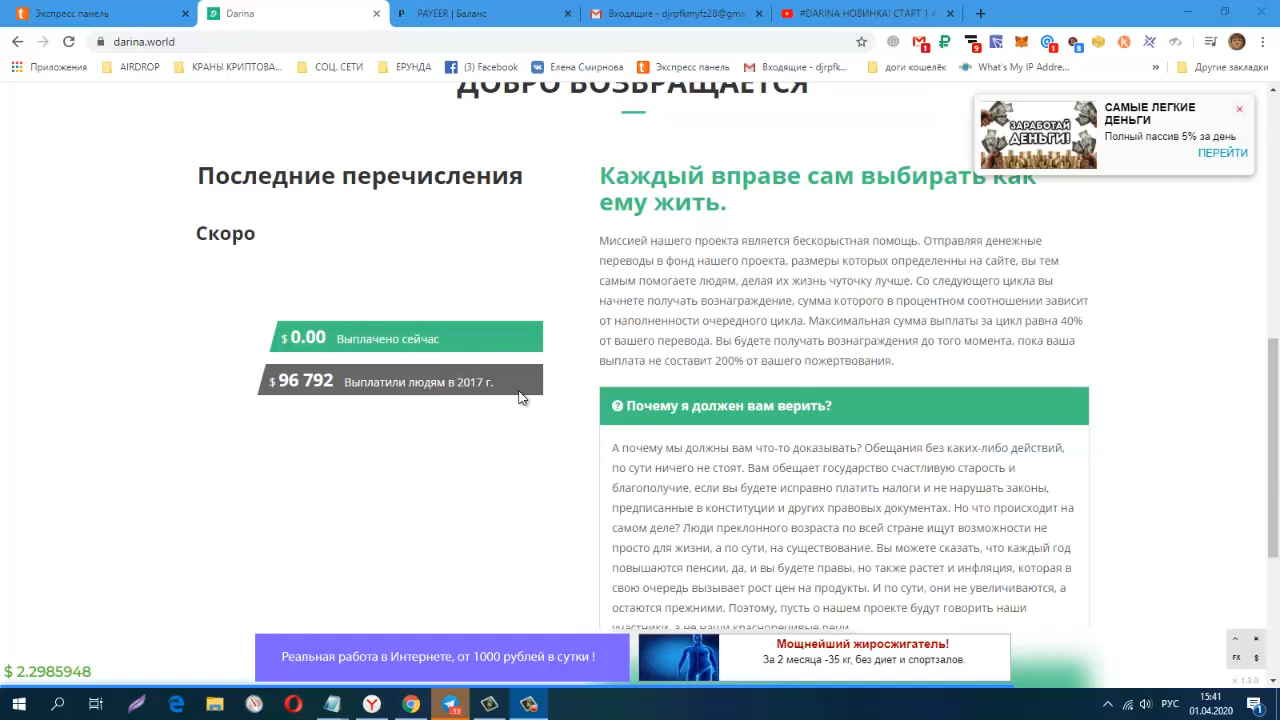 Экспресс панель
Darina
PAYEER | Баланс
Входящие - djrpfkmyfz28@gma
#DARINA НОВИНКА! СТАРТ 1 А
darina.world
Приложения
AIRDROP
КРАНЫ КРИПТОВА...
СОЦ. СЕТИ
ЕРУНДА
(3) Facebook
Елена Смирнова
Экспресс панель
Входящие - djrpfk...
доги кошелёк
What's My IP Addre...
»
Другие закладки
ДОБРО ВОЗВРАЩАЕТСЯ
САМЫЕ ЛЕГКИЕ
ДЕНЬГИ
Полный пассив 5% за день
ПЕРЕЙТИ
ЗАРАБОТАЙ
ДЕНЬГИ!
Последние перечисления
Скоро
$ 0.00 Выплачено сейчас
$ 96 792 Выплатили людям в 2017 г.
Каждый вправе сам выбирать как
ему жить.
Миссией нашего проекта является бескорыстная помощь. Отправляя денежные
переводы в фонд нашего проекта, размеры которых определенны на сайте, вы тем
самым помогаете людям, делая их жизнь чуточку лучше. Со следующего цикла вы
начнете получать вознаграждение, сумма которого в процентном соотношении зависит
от наполненности очередного цикла. Максимальная сумма выплаты за цикл равна 40%
от вашего перевода. Вы будете получать вознаграждения до того момента, пока ваша
выплата не составит 200% от вашего пожертвования.
Почему я должен вам верить?
А почему мы должны вам что-то доказывать? Обещания без каких-либо действий,
по сути ничего не стоят. Вам обещает государство счастливую старость и
благополучие, если вы будете исправно платить налоги и не нарушать законы,
предписанные в конституции и других правовых документах. Но что происходит на
самом деле? Люди преклонного возраста по всей стране ищут возможности не
просто для жизни, а по сути, на существование. Вы можете сказать, что каждый год
повышаются пенсии, да, и вы будете правы, но также растет и инфляция, которая в
свою очередь вызывает рост цен на продукты. И по сути, они не увеличиваются, а
остаются прежними. Поэтому, пусть о нашем проекте будут говорить наши
участники, а не наши красноречивые речи.
Реальная работа в Интернете, от 1000 рублей в сутки !
Мощнейший жиросжигатель!
За 2 месяца -35 кг, без диет и спортзалов.
FX $
v. 1.3.0
$ 2.2985948
РУС
15:41
01.04.2020